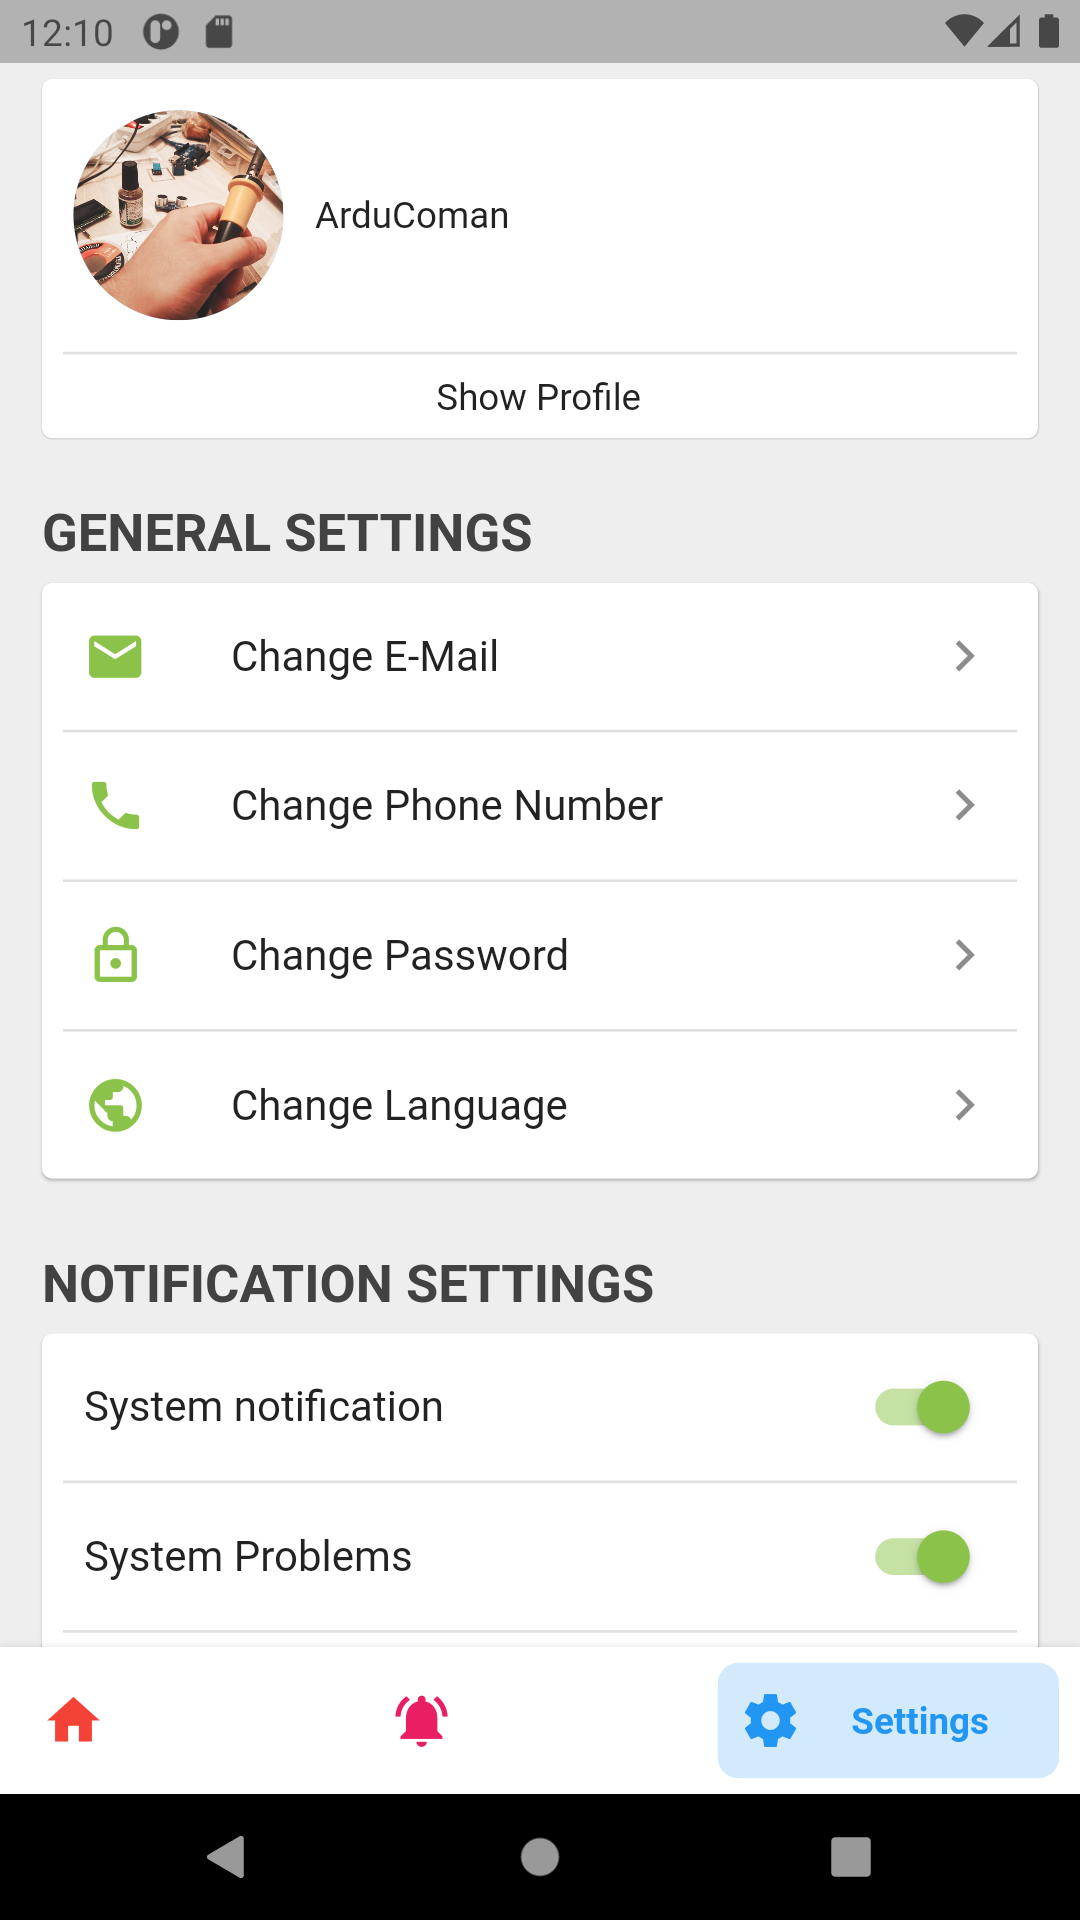 12:10
ArduComan
Show Profile
GENERAL SETTINGS
Change E-Mail
Change Phone Number
Change Password
Change Language
NOTIFICATION SETTINGS
System notification
System Problems
Settings